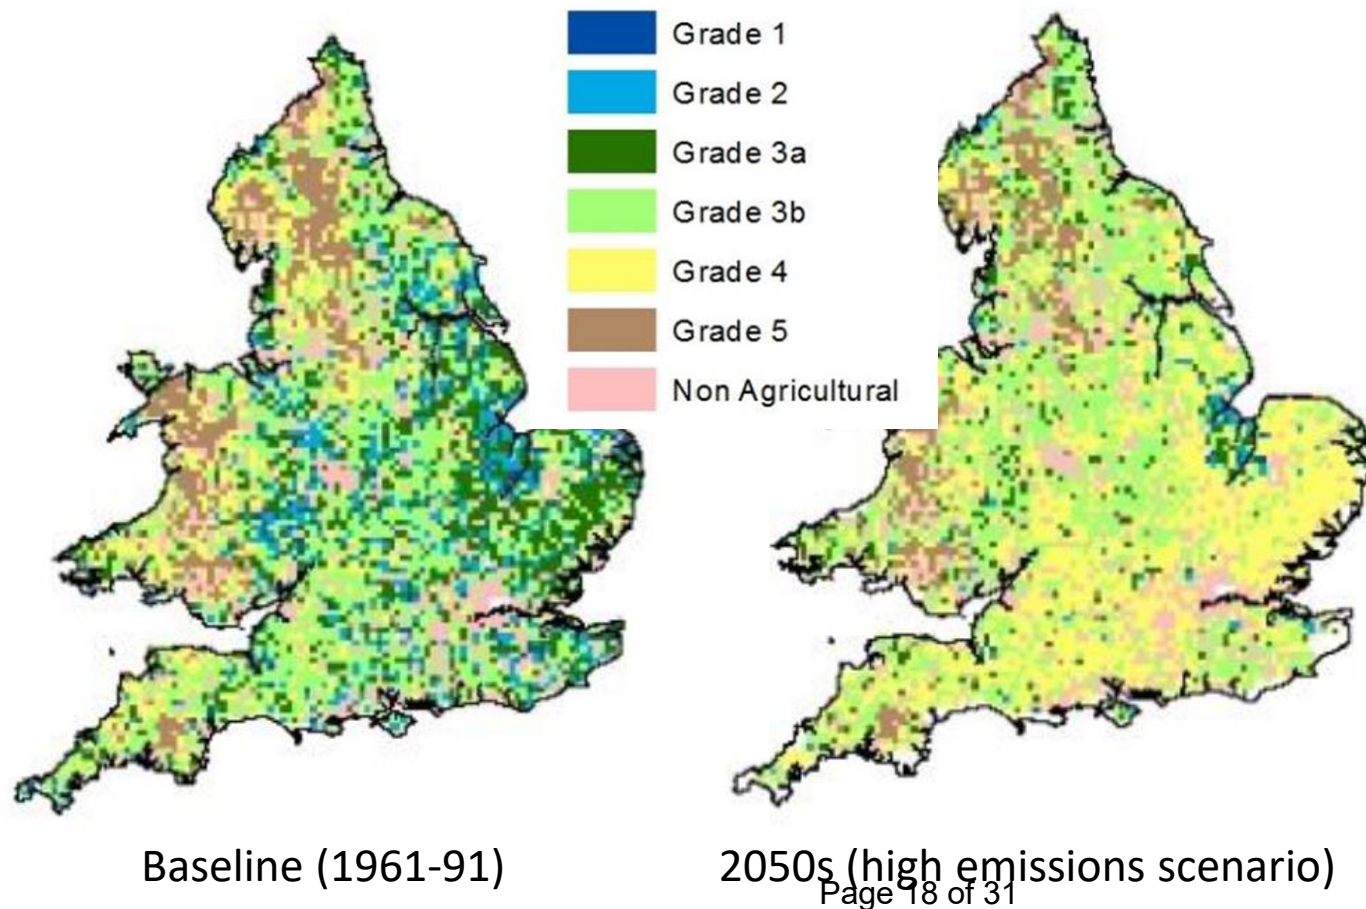 Grade 1
Grade 2
Grade 3a
Grade 3b
Grade 4
Grade 5
Non Agricultural
Baseline (1961-91)
2050s (high emissions scenario)
Page 18 of 31